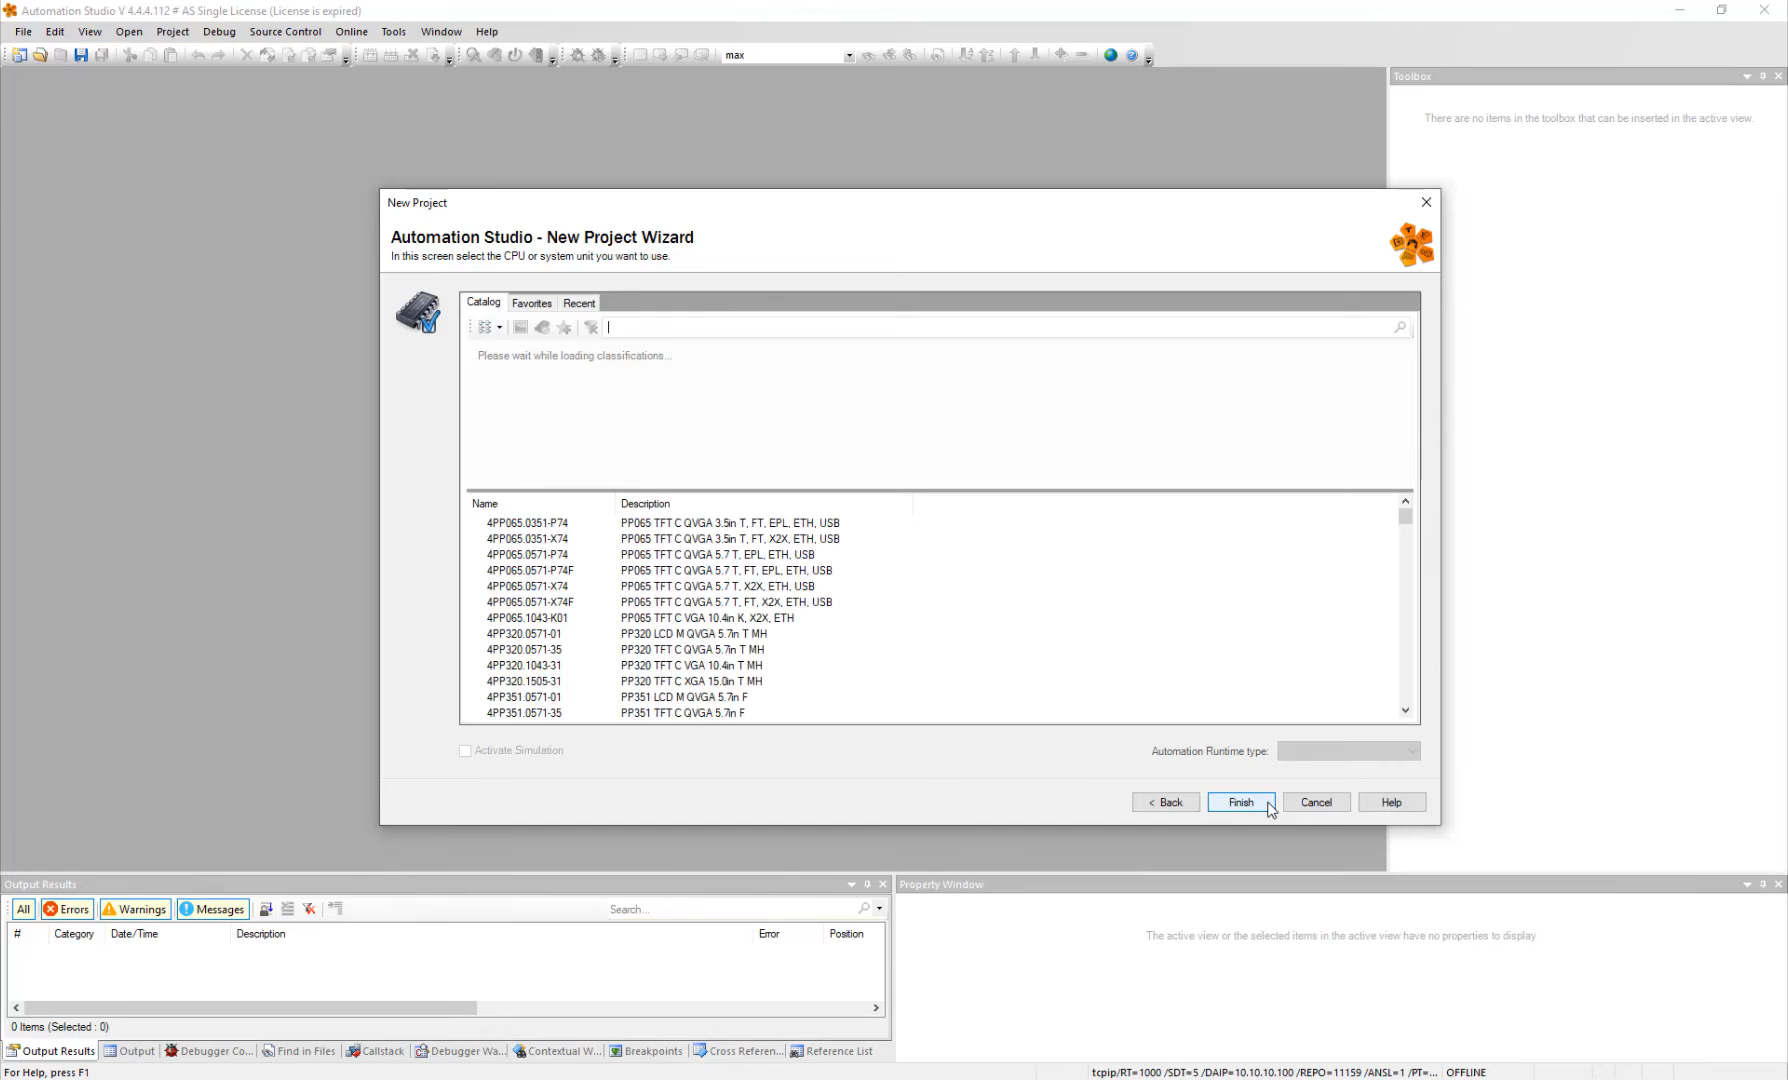 Automation Studio V 4.4.4.112 # AS Single License (License is expired)
File Edit View Open Project Debug Source Control Online Tools Window Help
max
Toolbox
There are no items in the toolbox that can be inserted in the active view.
New Project
Automation Studio - New Project Wizard
In this screen select the CPU or system unit you want to use.
Catalog Favorites Recent
Please wait while loading classifications...
Name Description
4PP065.0351-P74 PP065 TFT C QVGA 3.5in T, FT, EPL, ETH, USB
4PP065.0351-X74 PP065 TFT C QVGA 3.5in T, FT, X2X, ETH, USB
4PP065.0571-P74 PP065 TFT C QVGA 5.7 T, EPL, ETH, USB
4PP065.0571-P74F PP065 TFT C QVGA 5.7 T, FT, EPL, ETH, USB
4PP065.0571-X74 PP065 TFT C QVGA 5.7 T, X2X, ETH, USB
4PP065.0571-X74F PP065 TFT C QVGA 5.7 T, FT, X2X, ETH, USB
4PP065.1043-K01 PP065 TFT C VGA 10.4in K, X2X, ETH
4PP320.0571-01 PP320 LCD M QVGA 5.7in T MH
4PP320.0571-35 PP320 TFT C QVGA 5.7in T MH
4PP320.1043-31 PP320 TFT C VGA 10.4in T MH
4PP320.1505-31 PP320 TFT C XGA 15.0in T MH
4PP351.0571-01 PP351 LCD M QVGA 5.7in F
4PP351.0571-35 PP351 TFT C QVGA 5.7in F
Activate Simulation Automation Runtime type:
< Back Finish Cancel Help
Output Results
All Errors Warnings Messages Search...
# Category Date/Time Description Error Position
0 Items (Selected : 0)
Output Results Output Debugger Co... Find in Files Callstack Debugger Wa... Contextual W... Breakpoints Cross Referen... Reference List
Property Window
The active view or the selected items in the active view have no properties to display
For Help, press F1 tcpip/RT=1000 /SDT=5 /DAIP=10.10.10.100 /REPO=11159 /ANSL=1 /PT=... OFFLINE